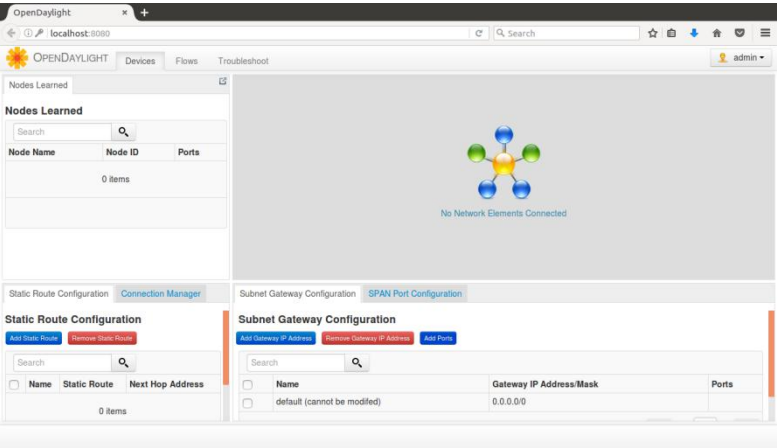 OpenDaylight × +
localhost:8080 Search
OPENDAYLIGHT Devices Flows Troubleshoot admin
Nodes Learned
Nodes Learned
Search
Node Name Node ID Ports
0 items
No Network Elements Connected
Static Route Configuration Connection Manager
Static Route Configuration
Add Static Route Remove Static Route
Search
Name Static Route Next Hop Address
0 items
Subnet Gateway Configuration SPAN Port Configuration
Subnet Gateway Configuration
Add Gateway IP Address Remove Gateway IP Address Add Ports
Search
Name Gateway IP Address/Mask Ports
default (cannot be modifed) 0.0.0.0/0